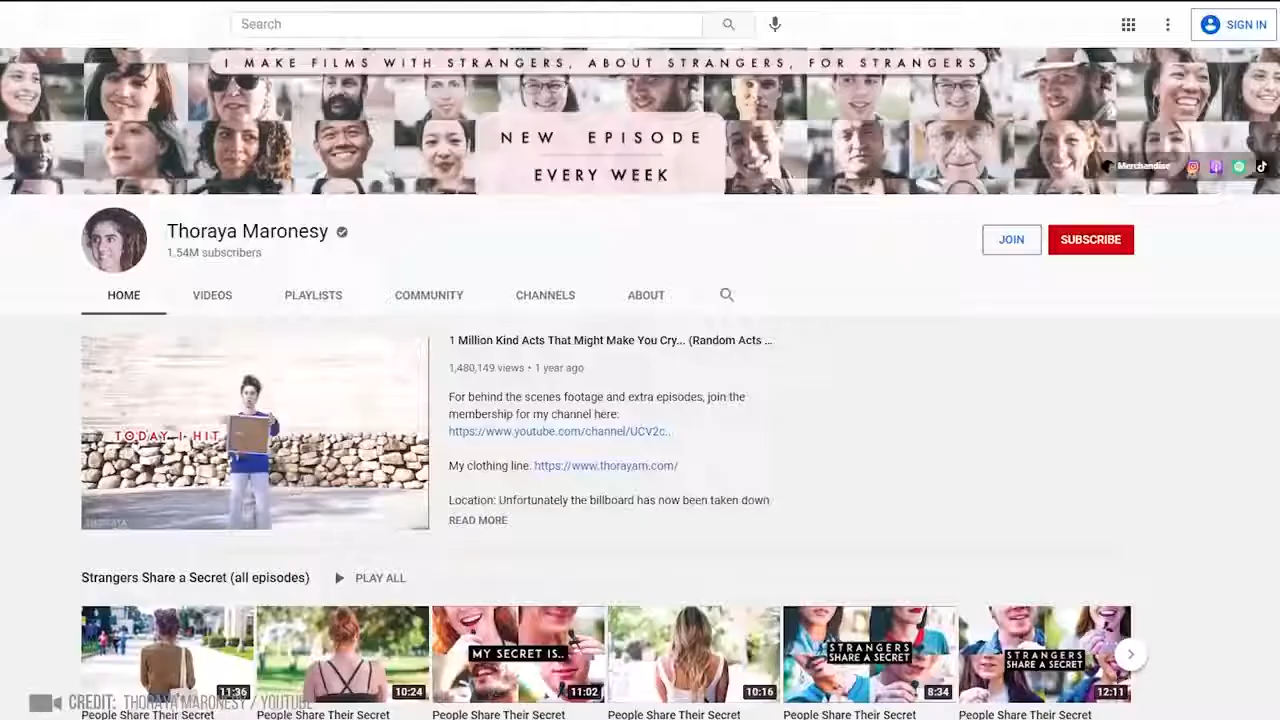 Search
SIGN IN
I MAKE FILMS WITH STRANGERS, ABOUT STRANGERS, FOR STRANGERS
NEW EPISODE
EVERY WEEK
Merchandise
Thoraya Maronesy
1.54M subscribers
JOIN
SUBSCRIBE
HOME VIDEOS PLAYLISTS COMMUNITY CHANNELS ABOUT
TODAY I HIT
1 Million Kind Acts That Might Make You Cry... (Random Acts ...
1,480,149 views • 1 year ago
For behind the scenes footage and extra episodes, join the
membership for my channel here:
https://www.youtube.com/channel/UCV2c..
My clothing line. https://www.thorayam.com/
Location: Unfortunately the billboard has now been taken down
READ MORE
Strangers Share a Secret (all episodes) PLAY ALL
MY SECRET IS..
STRANGERS
SHARE A SECRET
STRANGERS
SHARE A SECRET
11:36
10:24
11:02
10:16
8:34
12:11
CREDIT: THORAYA MARONESY / YOUTUBE
People Share Their Secret
People Share Their Secret
People Share Their Secret
People Share Their Secret
People Share Their Secret
People Share Their Secret